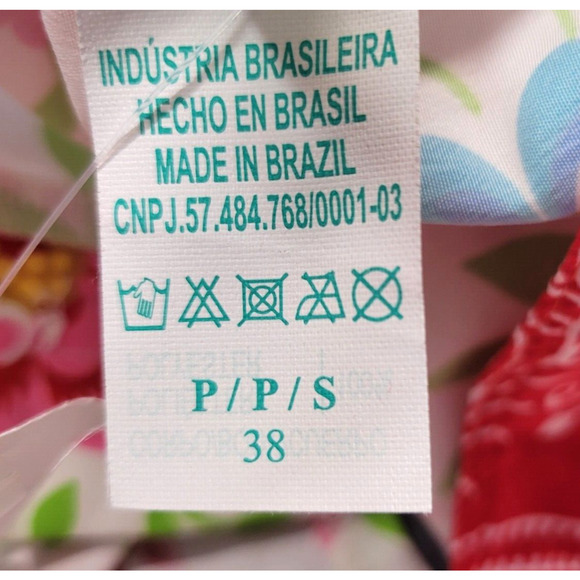 INDÚSTRIA BRASILEIRA
HECHO EN BRASIL
MADE IN BRAZIL
CNPJ.57.484.768/0001-03
P / P / S
38